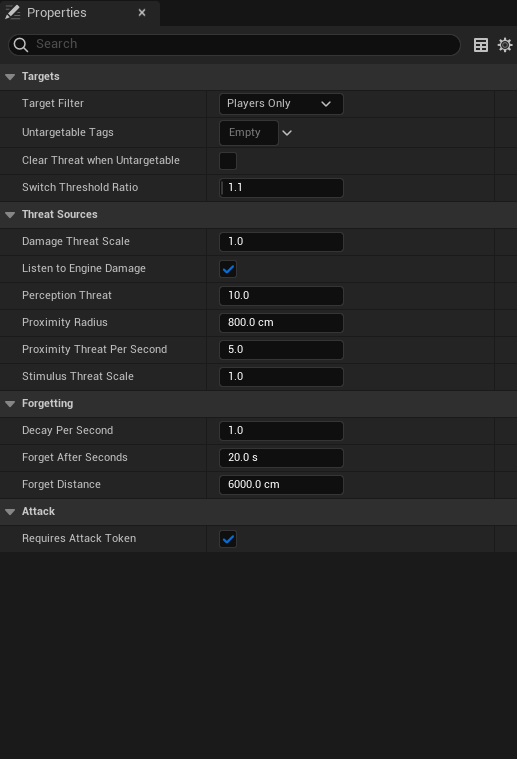 Properties
Search
Targets
Target Filter Players Only
Untargetable Tags Empty
Clear Threat when Untargetable
Switch Threshold Ratio 1.1
Threat Sources
Damage Threat Scale 1.0
Listen to Engine Damage
Perception Threat 10.0
Proximity Radius 800.0 cm
Proximity Threat Per Second 5.0
Stimulus Threat Scale 1.0
Forgetting
Decay Per Second 1.0
Forget After Seconds 20.0 s
Forget Distance 6000.0 cm
Attack
Requires Attack Token